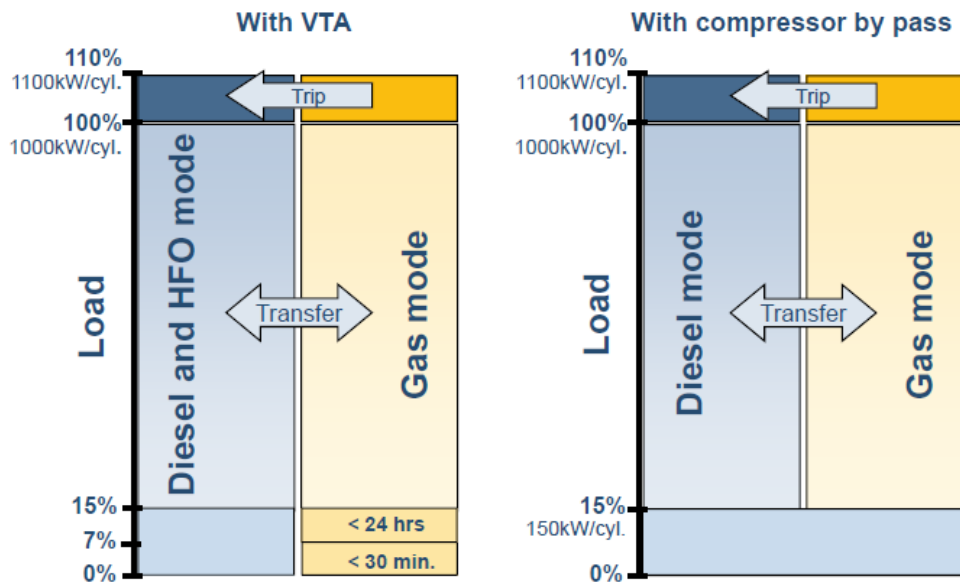 With VTA
110%
1100kW/cyl.
100%
1000kW/cyl.
Trip
Diesel and HFO mode
Gas mode
Load
Transfer
15%
7%
0%
< 24 hrs
< 30 min.
With compressor by pass
110%
1100kW/cyl.
100%
1000kW/cyl.
Trip
Diesel mode
Gas mode
Load
Transfer
15%
150kW/cyl.
0%